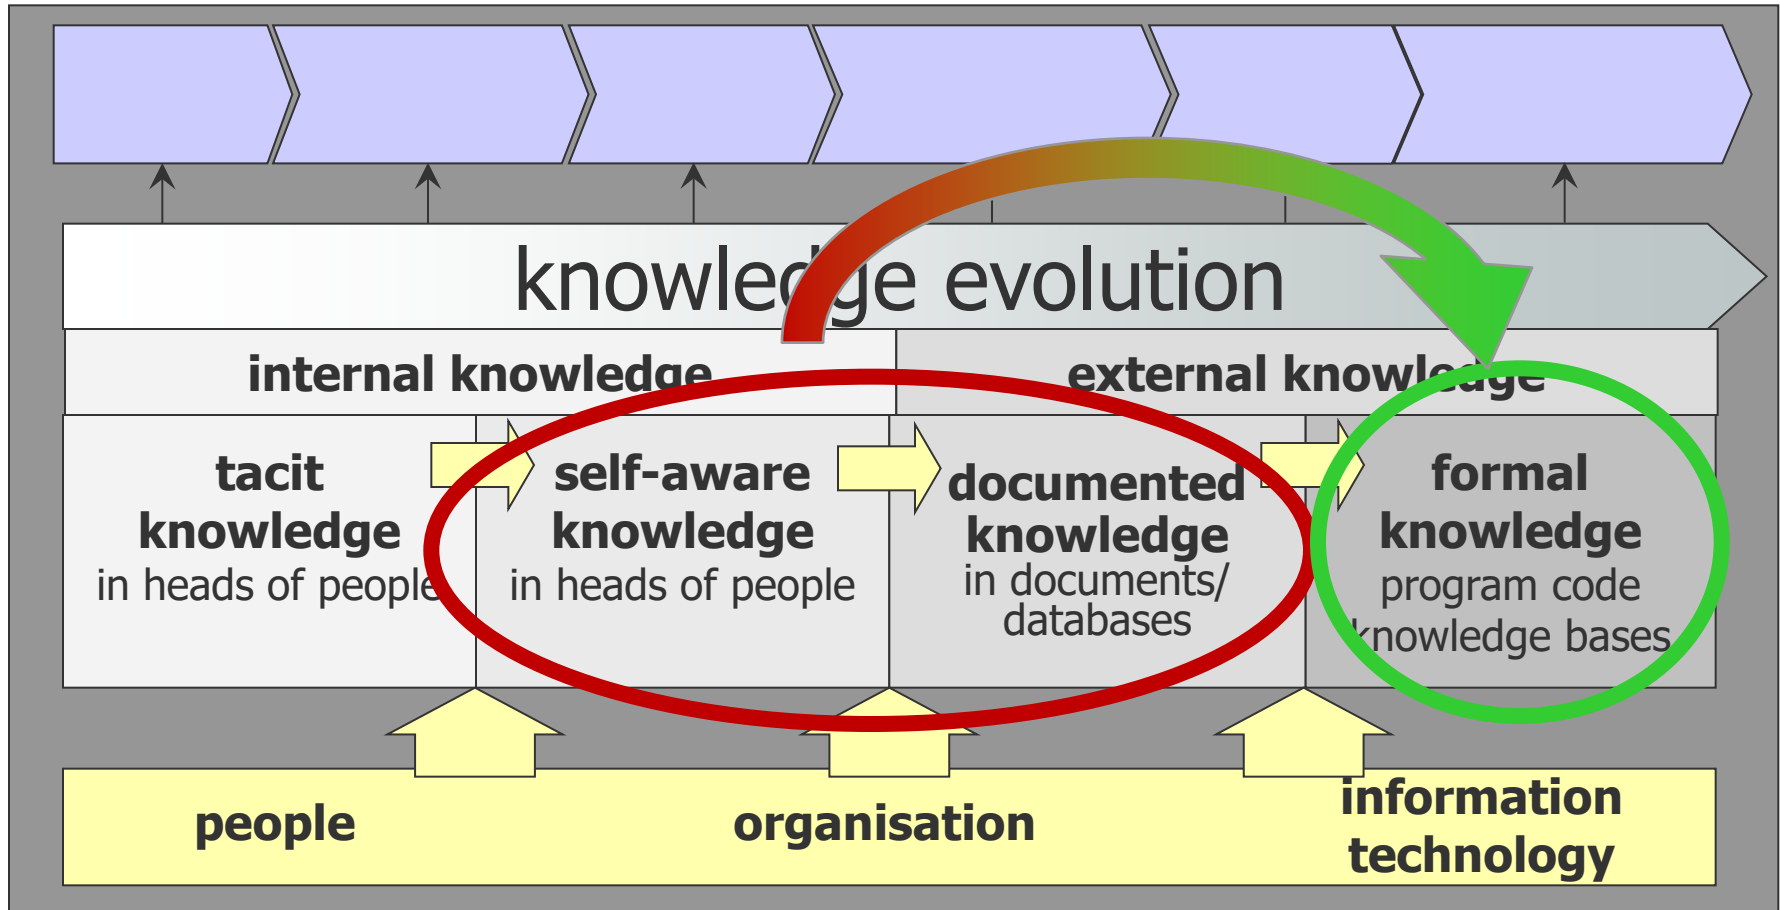 knowledge evolution
internal knowledge
external knowledge
tacit
knowledge
in heads of people
self-aware
knowledge
in heads of people
documented
knowledge
in documents/
databases
formal
knowledge
program code
knowledge bases
people
organisation
information
technology